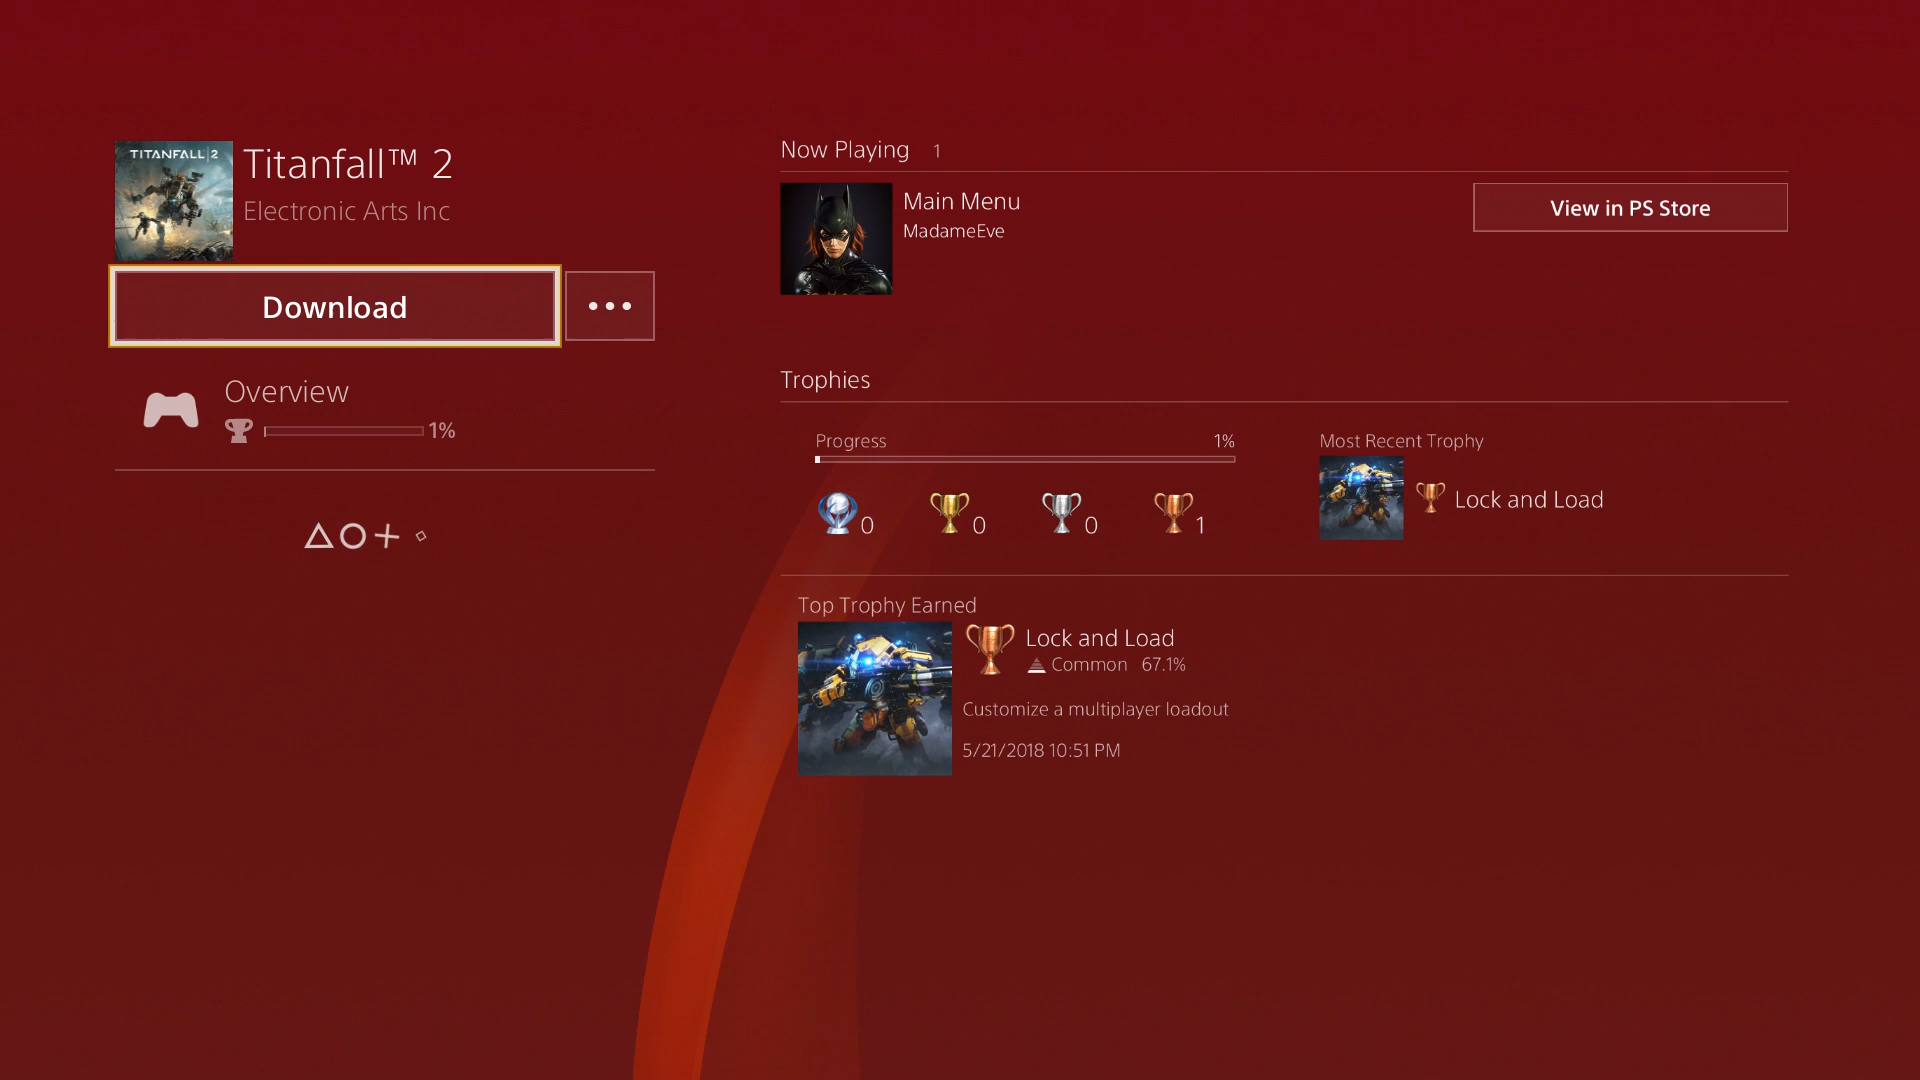 TITANFALL|2
Titanfall™ 2
Electronic Arts Inc
Download
Overview
1%
Now Playing 1
Main Menu
MadameEve
View in PS Store
Trophies
Progress 1%
0 0 0 1
Most Recent Trophy
Lock and Load
Top Trophy Earned
Lock and Load
Common 67.1%
Customize a multiplayer loadout
5/21/2018 10:51 PM